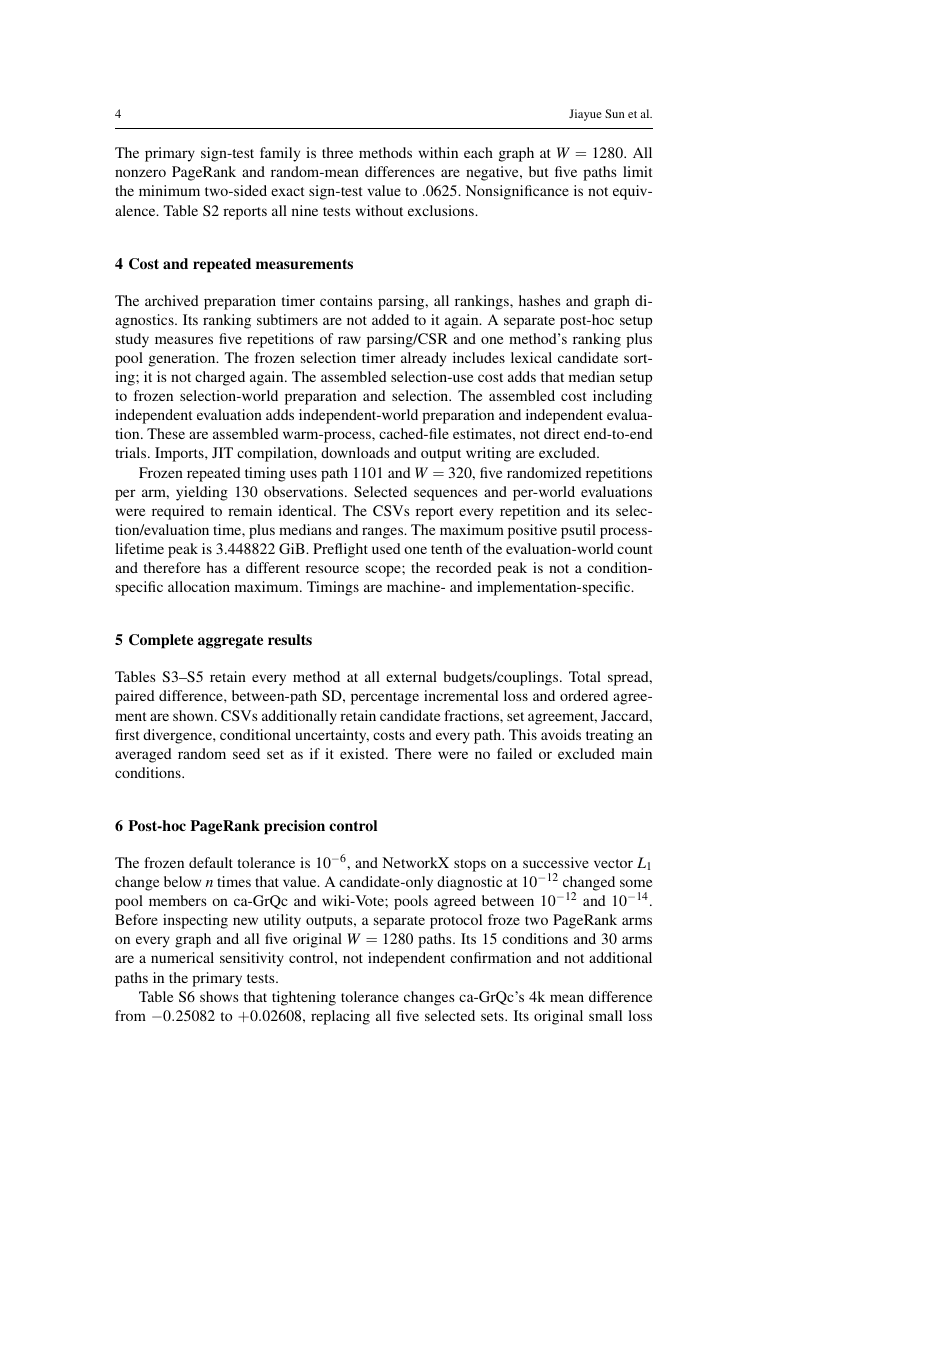 4 Jiayue Sun et al.
The primary sign-test family is three methods within each graph at W = 1280. All
nonzero PageRank and random-mean differences are negative, but five paths limit
the minimum two-sided exact sign-test value to .0625. Nonsignificance is not equiv-
alence. Table S2 reports all nine tests without exclusions.
4 Cost and repeated measurements
The archived preparation timer contains parsing, all rankings, hashes and graph di-
agnostics. Its ranking subtimers are not added to it again. A separate post-hoc setup
study measures five repetitions of raw parsing/CSR and one method's ranking plus
pool generation. The frozen selection timer already includes lexical candidate sort-
ing; it is not charged again. The assembled selection-use cost adds that median setup
to frozen selection-world preparation and selection. The assembled cost including
independent evaluation adds independent-world preparation and independent evalua-
tion. These are assembled warm-process, cached-file estimates, not direct end-to-end
trials. Imports, JIT compilation, downloads and output writing are excluded.
Frozen repeated timing uses path 1101 and W = 320, five randomized repetitions
per arm, yielding 130 observations. Selected sequences and per-world evaluations
were required to remain identical. The CSVs report every repetition and its selec-
tion/evaluation time, plus medians and ranges. The maximum positive psutil process-
lifetime peak is 3.448822 GiB. Preflight used one tenth of the evaluation-world count
and therefore has a different resource scope; the recorded peak is not a condition-
specific allocation maximum. Timings are machine- and implementation-specific.
5 Complete aggregate results
Tables S3–S5 retain every method at all external budgets/couplings. Total spread,
paired difference, between-path SD, percentage incremental loss and ordered agree-
ment are shown. CSVs additionally retain candidate fractions, set agreement, Jaccard,
first divergence, conditional uncertainty, costs and every path. This avoids treating an
averaged random seed set as if it existed. There were no failed or excluded main
conditions.
6 Post-hoc PageRank precision control
The frozen default tolerance is 10⁻⁶, and NetworkX stops on a successive vector L₁
change below n times that value. A candidate-only diagnostic at 10⁻¹² changed some
pool members on ca-GrQc and wiki-Vote; pools agreed between 10⁻¹² and 10⁻¹⁴.
Before inspecting new utility outputs, a separate protocol froze two PageRank arms
on every graph and all five original W = 1280 paths. Its 15 conditions and 30 arms
are a numerical sensitivity control, not independent confirmation and not additional
paths in the primary tests.
Table S6 shows that tightening tolerance changes ca-GrQc's 4k mean difference
from −0.25082 to +0.02608, replacing all five selected sets. Its original small loss